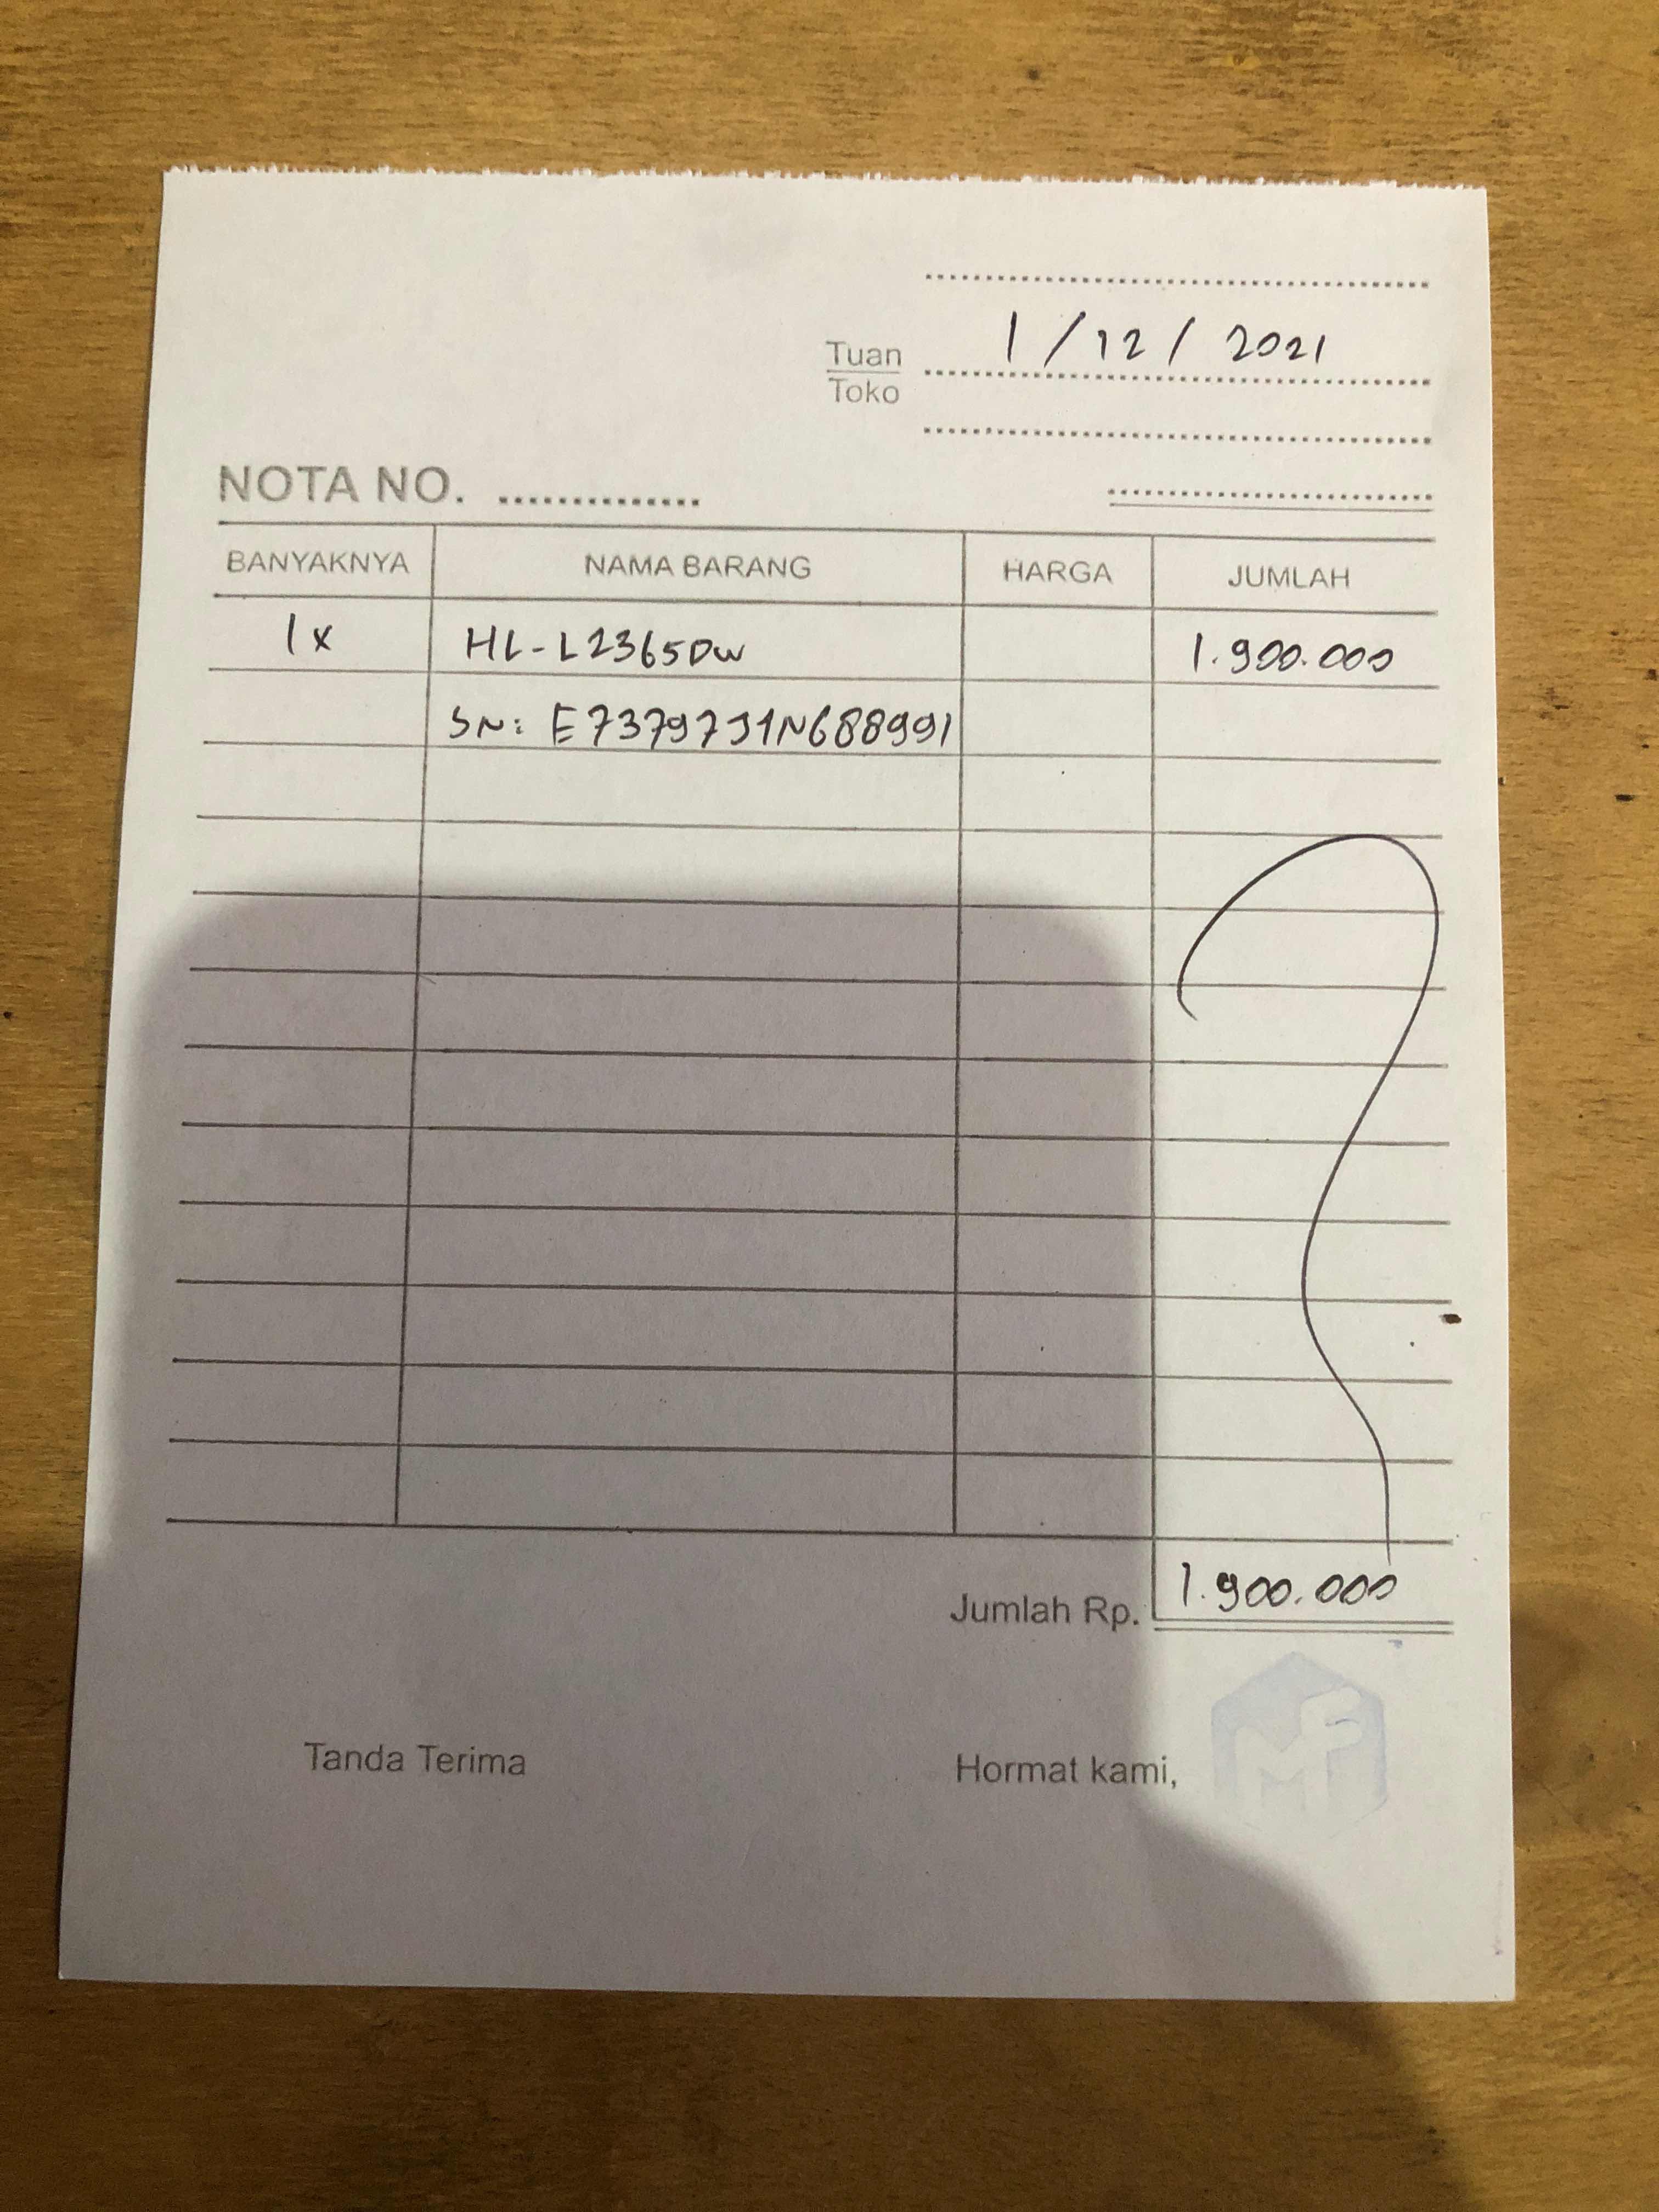 1/12/2021
Tuan
Toko
NOTA NO. ..............
BANYAKNYA NAMA BARANG HARGA JUMLAH
1x HL-L2365DW 1.900.000
SN: E73797J1N688991
Jumlah Rp. 1.900.000
Tanda Terima Hormat kami,
MF